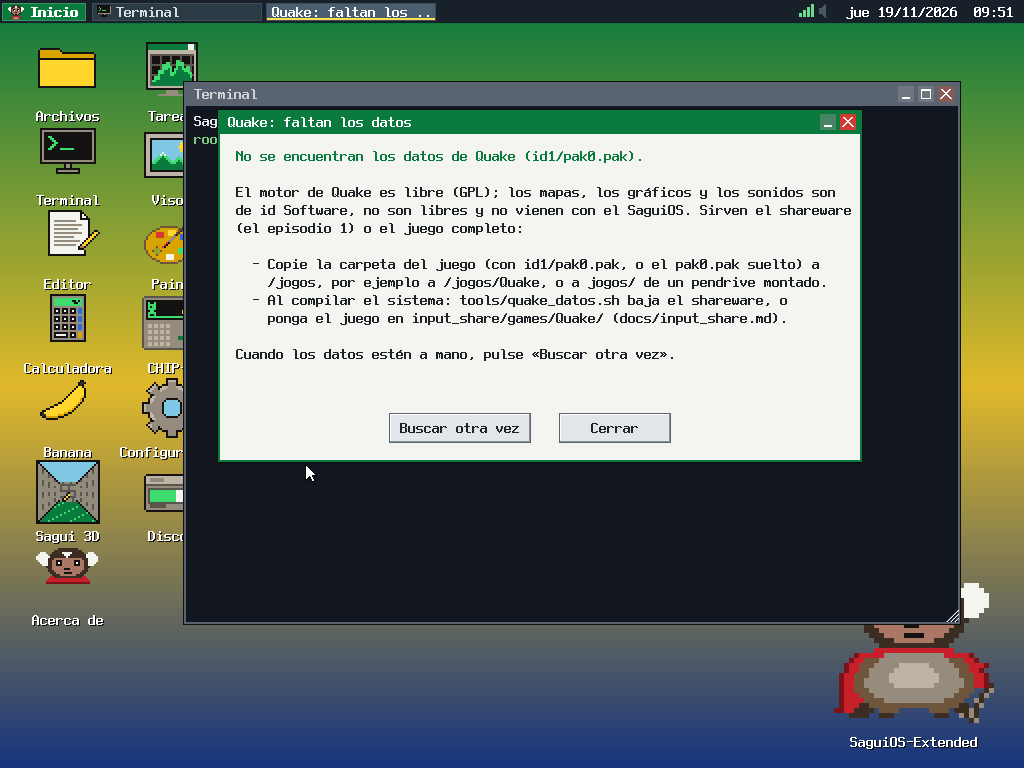 Inicio
Terminal
Quake: faltan los ..
jue 19/11/2026 09:51
Archivos
Terminal
Editor
Calculadora
Banana
Sagui 3D
Acerca de
Terminal
Quake: faltan los datos
No se encuentran los datos de Quake (id1/pak0.pak).
El motor de Quake es libre (GPL); los mapas, los gráficos y los sonidos son
de id Software, no son libres y no vienen con el SaguiOS. Sirven el shareware
(el episodio 1) o el juego completo:
- Copie la carpeta del juego (con id1/pak0.pak, o el pak0.pak suelto) a
/jogos, por ejemplo a /jogos/Quake, o a jogos/ de un pendrive montado.
- Al compilar el sistema: tools/quake_datos.sh baja el shareware, o
ponga el juego en input_share/games/Quake/ (docs/input_share.md).
Cuando los datos estén a mano, pulse «Buscar otra vez».
Buscar otra vez
Cerrar
SaguiOS-Extended